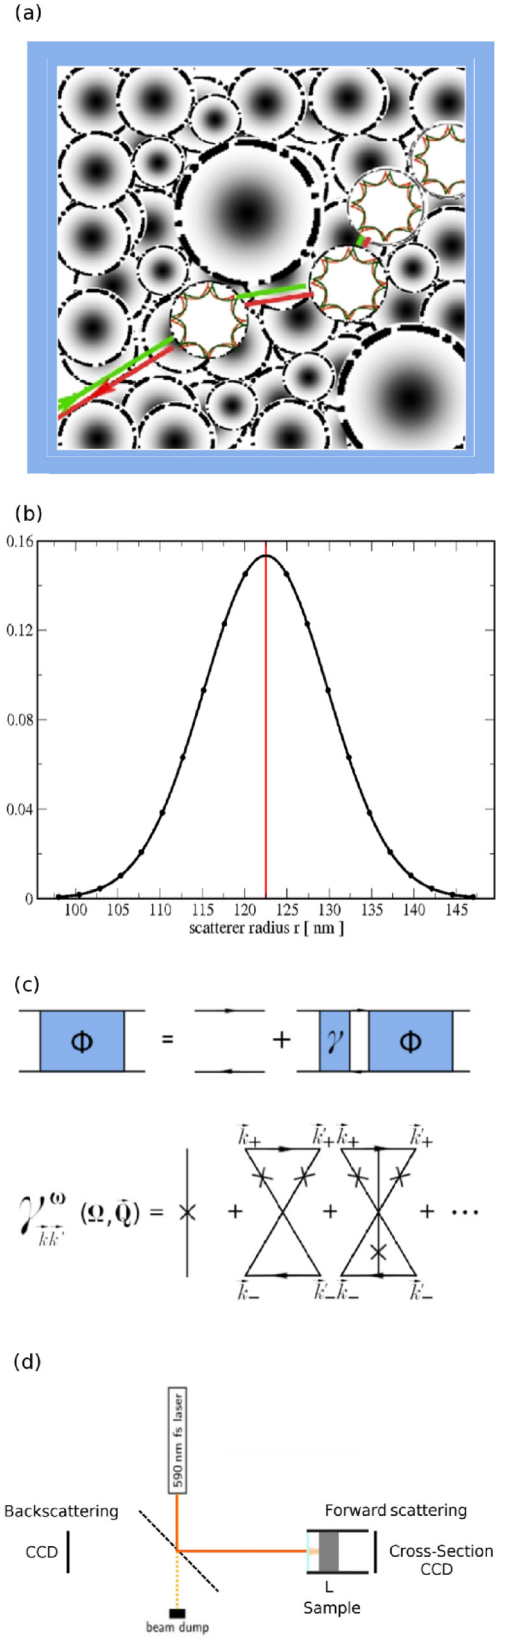 (a)
(b)
0.16
0.12
0.08
0.04
0
100 105 110 115 120 125 130 135 140 145
scatterer radius r [ nm ]
(c)
Φ = + γ Φ
k⃗₊ k⃗'₊ k⃗₊ k⃗'₊
γ^ω_k⃗k⃗' (Ω,Q⃗) = + + + ...
k⃗₋ k⃗'₋ k⃗₋ k⃗'₋
(d)
590 nm fs laser
Backscattering Forward scattering
CCD Cross-Section
CCD
L
Sample
beam dump